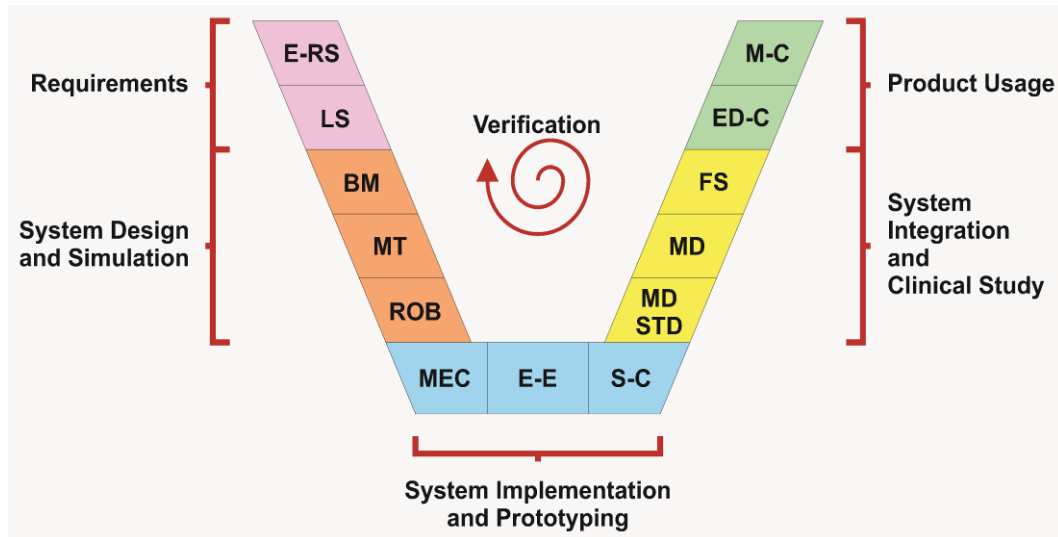 E-RS
M-C
Requirements
Product Usage
LS
ED-C
Verification
BM
FS
System Design
and Simulation
MT
MD
System
Integration
and
Clinical Study
ROB
MD
STD
MEC
E-E
S-C
System Implementation
and Prototyping